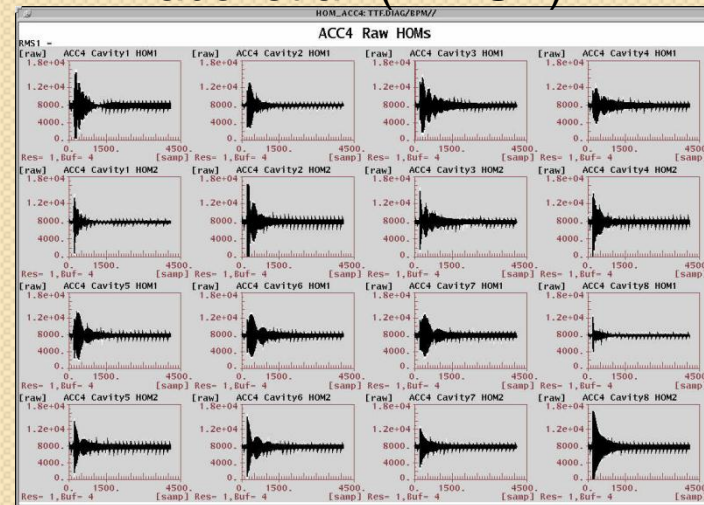 HOM_ACC4: TTF.DIAG/BPM//
ACC4 Raw HOMs
RMS1 =
[raw] ACC4 Cavity1 HOM1 [raw] ACC4 Cavity2 HOM1 [raw] ACC4 Cavity3 HOM1 [raw] ACC4 Cavity4 HOM1
1.8e+04 1.8e+04 1.8e+04 1.8e+04
1.2e+04 1.2e+04 1.2e+04 1.2e+04
8000. 8000. 8000. 8000.
4000. 4000. 4000. 4000.
0. 0. 0. 0.
0. 1500. 4500. 0. 1500. 4500. 0. 1500. 4500. 0. 1500. 4500.
Res= 1,Buf= 4 [samp] Res= 1,Buf= 4 [samp] Res= 1,Buf= 4 [samp] Res= 1,Buf= 4 [samp]
[raw] ACC4 Cavity1 HOM2 [raw] ACC4 Cavity2 HOM2 [raw] ACC4 Cavity3 HOM2 [raw] ACC4 Cavity4 HOM2
1.8e+04 1.8e+04 1.8e+04 1.8e+04
1.2e+04 1.2e+04 1.2e+04 1.2e+04
8000. 8000. 8000. 8000.
4000. 4000. 4000. 4000.
0. 0. 0. 0.
0. 1500. 4500. 0. 1500. 4500. 0. 1500. 4500. 0. 1500. 4500.
Res= 1,Buf= 4 [samp] Res= 1,Buf= 4 [samp] Res= 1,Buf= 4 [samp] Res= 1,Buf= 4 [samp]
[raw] ACC4 Cavity5 HOM1 [raw] ACC4 Cavity6 HOM1 [raw] ACC4 Cavity7 HOM1 [raw] ACC4 Cavity8 HOM1
1.8e+04 1.8e+04 1.8e+04 1.8e+04
1.2e+04 1.2e+04 1.2e+04 1.2e+04
8000. 8000. 8000. 8000.
4000. 4000. 4000. 4000.
0. 0. 0. 0.
0. 1500. 4500. 0. 1500. 4500. 0. 1500. 4500. 0. 1500. 4500.
Res= 1,Buf= 4 [samp] Res= 1,Buf= 4 [samp] Res= 1,Buf= 4 [samp] Res= 1,Buf= 4 [samp]
[raw] ACC4 Cavity5 HOM2 [raw] ACC4 Cavity6 HOM2 [raw] ACC4 Cavity7 HOM2 [raw] ACC4 Cavity8 HOM2
1.8e+04 1.8e+04 1.8e+04 1.8e+04
1.2e+04 1.2e+04 1.2e+04 1.2e+04
8000. 8000. 8000. 8000.
4000. 4000. 4000. 4000.
0. 0. 0. 0.
0. 1500. 4500. 0. 1500. 4500. 0. 1500. 4500. 0. 1500. 4500.
Res= 1,Buf= 4 [samp] Res= 1,Buf= 4 [samp] Res= 1,Buf= 4 [samp] Res= 1,Buf= 4 [samp]